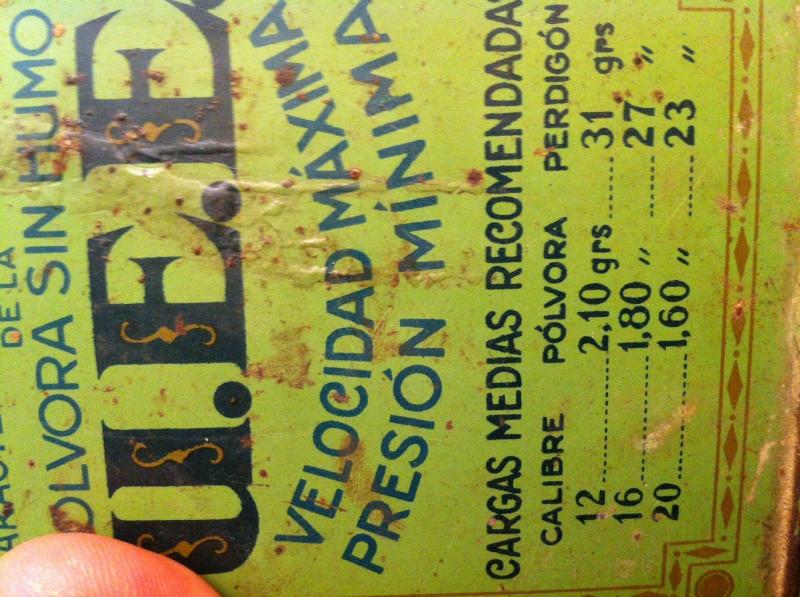 DE LA
OLVORA SIN HUMO
U.E.E.
VELOCIDAD MÁXIMA
PRESIÓN MÍNIMA
CARGAS MEDIAS RECOMENDADAS
CALIBRE PÓLVORA PERDIGÓN
12 ........ 2,10 grs ...... 31 grs
16 ........ 1,80 〃 ...... 27 〃
20 ........ 1,60 〃 ...... 23 〃